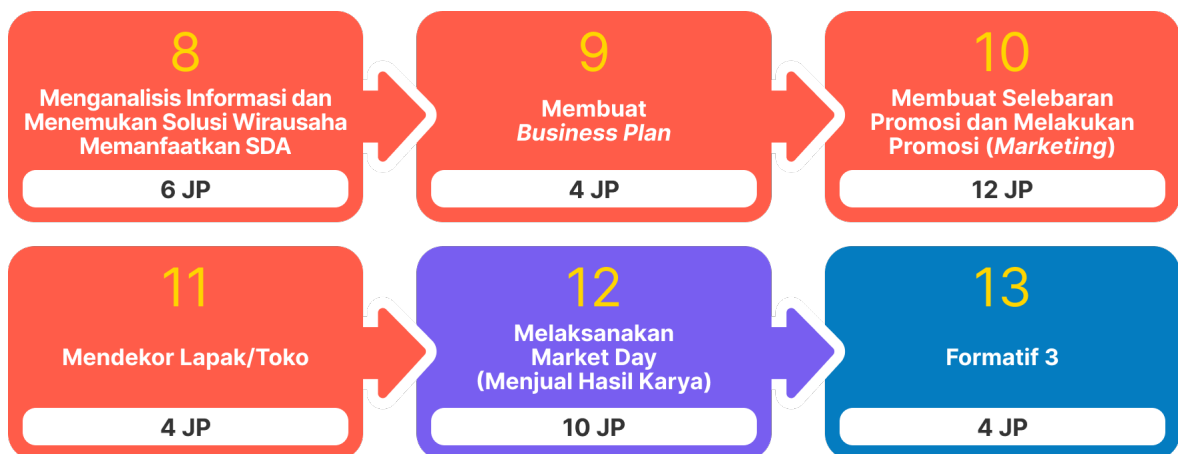 8
Menganalisis Informasi dan
Menemukan Solusi Wirausaha
Memanfaatkan SDA
6 JP
9
Membuat
Business Plan
4 JP
10
Membuat Selebaran
Promosi dan Melakukan
Promosi (Marketing)
12 JP
11
Mendekor Lapak/Toko
4 JP
12
Melaksanakan
Market Day
(Menjual Hasil Karya)
10 JP
13
Formatif 3
4 JP